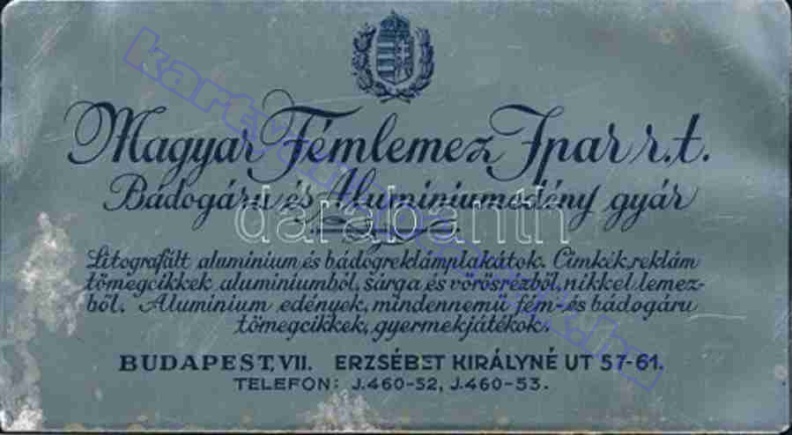 Magyar Fémlemez Ipar r.t.
Bádogáru és Aluminiumedény gyár
Litografált aluminium és bádogreklámplakátok. Cimkék, reklám
tömegcikkek aluminiumból, sárga és vörösrézből, nikkel lemez-
ből. Aluminium edények, mindennemű fém- és bádogáru
tömegcikkek, gyermekjátékok.
BUDAPEST, VII. ERZSÉBET KIRÁLYNÉ UT 57-61.
TELEFON: J.460-52, J.460-53.
darabanth